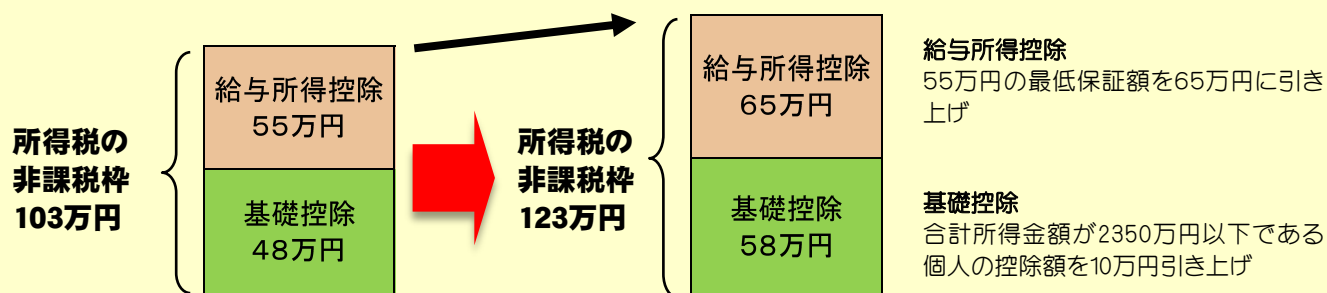 所得税の
非課税枠
103万円
給与所得控除
55万円
基礎控除
48万円
所得税の
非課税枠
123万円
給与所得控除
65万円
基礎控除
58万円
給与所得控除
55万円の最低保証額を65万円に引き
上げ
基礎控除
合計所得金額が2350万円以下である
個人の控除額を10万円引き上げ